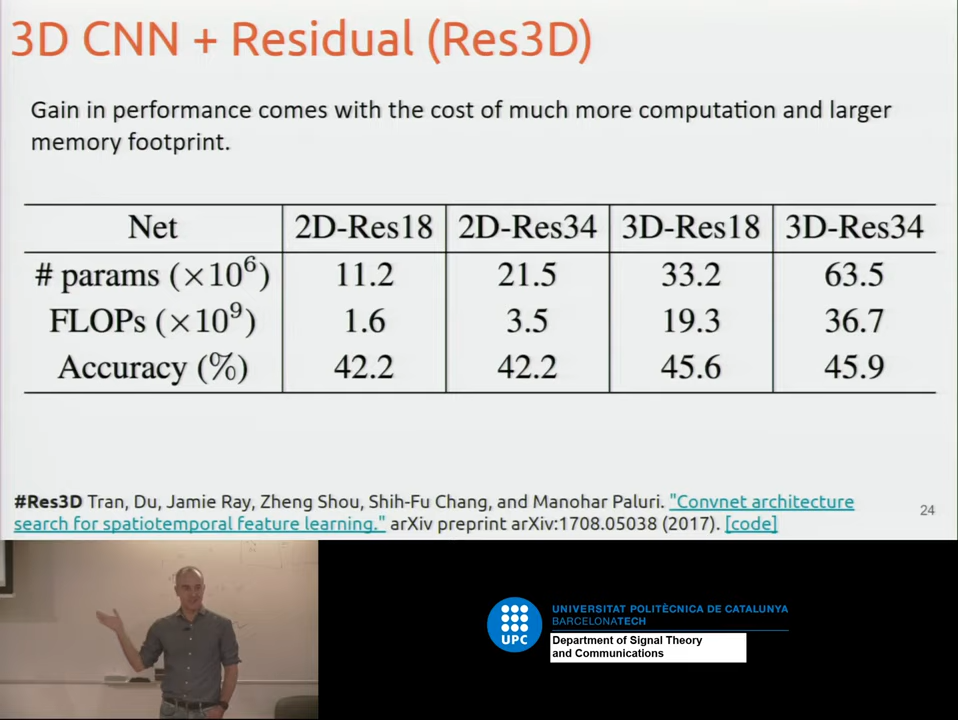 3D CNN + Residual (Res3D)
Gain in performance comes with the cost of much more computation and larger
memory footprint.
Net 2D-Res18 2D-Res34 3D-Res18 3D-Res34
# params (×10⁶) 11.2 21.5 33.2 63.5
FLOPs (×10⁹) 1.6 3.5 19.3 36.7
Accuracy (%) 42.2 42.2 45.6 45.9
#Res3D Tran, Du, Jamie Ray, Zheng Shou, Shih-Fu Chang, and Manohar Paluri. "Convnet architecture
search for spatiotemporal feature learning." arXiv preprint arXiv:1708.05038 (2017). [code]
24
UPC
UNIVERSITAT POLITÈCNICA DE CATALUNYA
BARCELONATECH
Department of Signal Theory
and Communications